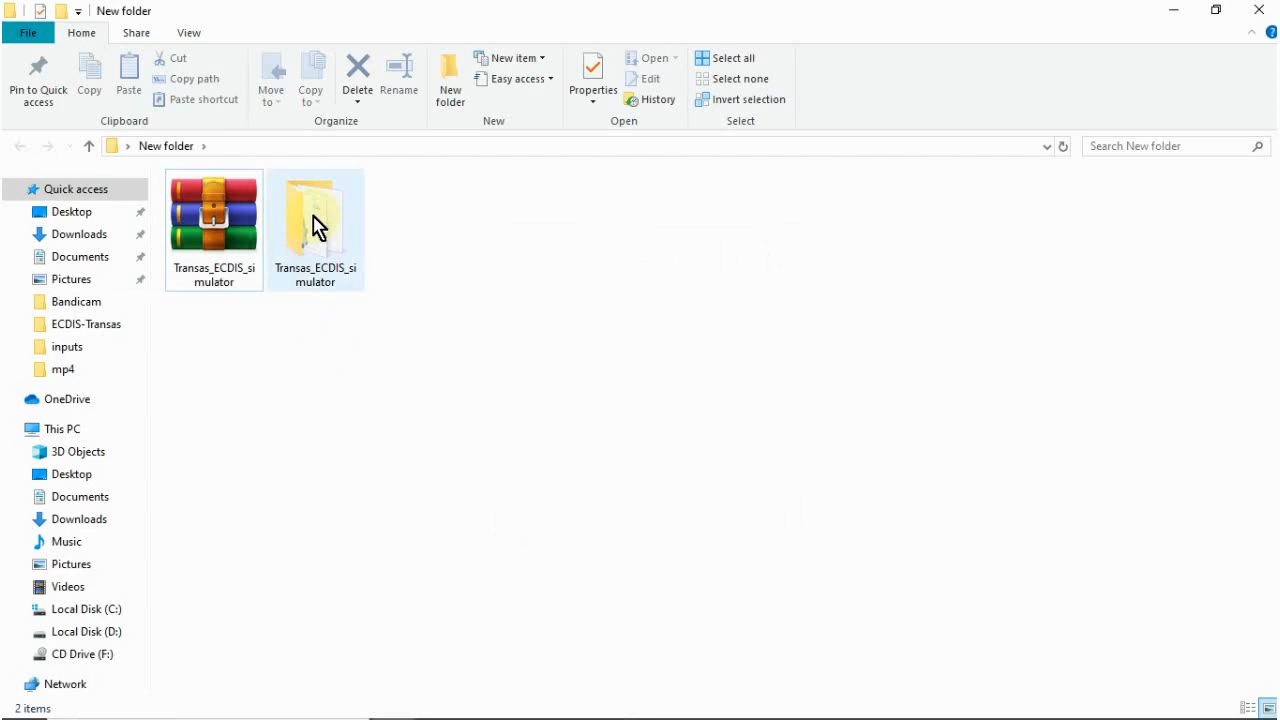 New folder
File Home Share View
Pin to Quick access
Copy
Paste
Cut
Copy path
Paste shortcut
Clipboard
Move to
Copy to
Delete
Rename
Organize
New folder
New item
Easy access
New
Properties
Open
Edit
History
Open
Select all
Select none
Invert selection
Select
New folder
Search New folder
Quick access
Desktop
Downloads
Documents
Pictures
Bandicam
ECDIS-Transas
inputs
mp4
OneDrive
This PC
3D Objects
Desktop
Documents
Downloads
Music
Pictures
Videos
Local Disk (C:)
Local Disk (D:)
CD Drive (F:)
Network
Transas_ECDIS_si
mulator
Transas_ECDIS_si
mulator
2 items